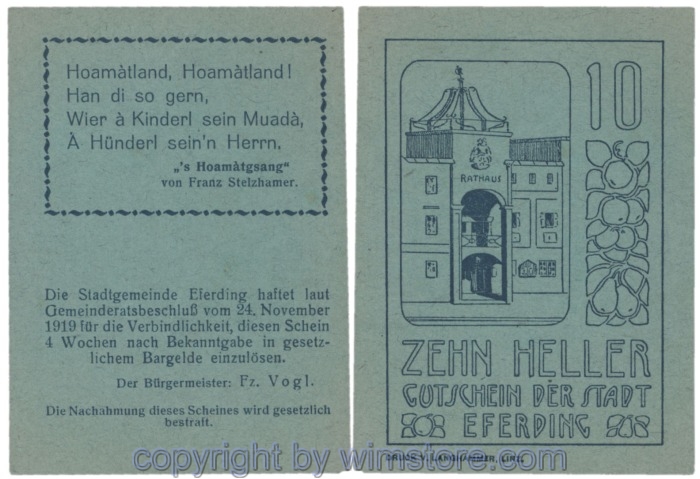 Hoamàtland, Hoamàtland!
Han di so gern,
Wier à Kinderl sein Muadà,
À Hünderl sein'n Herrn.
„'s Hoamàtgsang"
von Franz Stelzhamer.
Die Stadtgemeinde Eferding haftet laut
Gemeinderatsbeschluß vom 24. November
1919 für die Verbindlichkeit, diesen Schein
4 Wochen nach Bekanntgabe in gesetz-
lichem Bargelde einzulösen.
Der Bürgermeister: Fz. Vogl.
Die Nachahmung dieses Scheines wird gesetzlich
bestraft.
10
RATHAUS
ZEHN HELLER
GUTSCHEIN DER STADT
EFERDING
DRUCK V. LANGHAMMER, LINZ.
copyright by wimstore.com